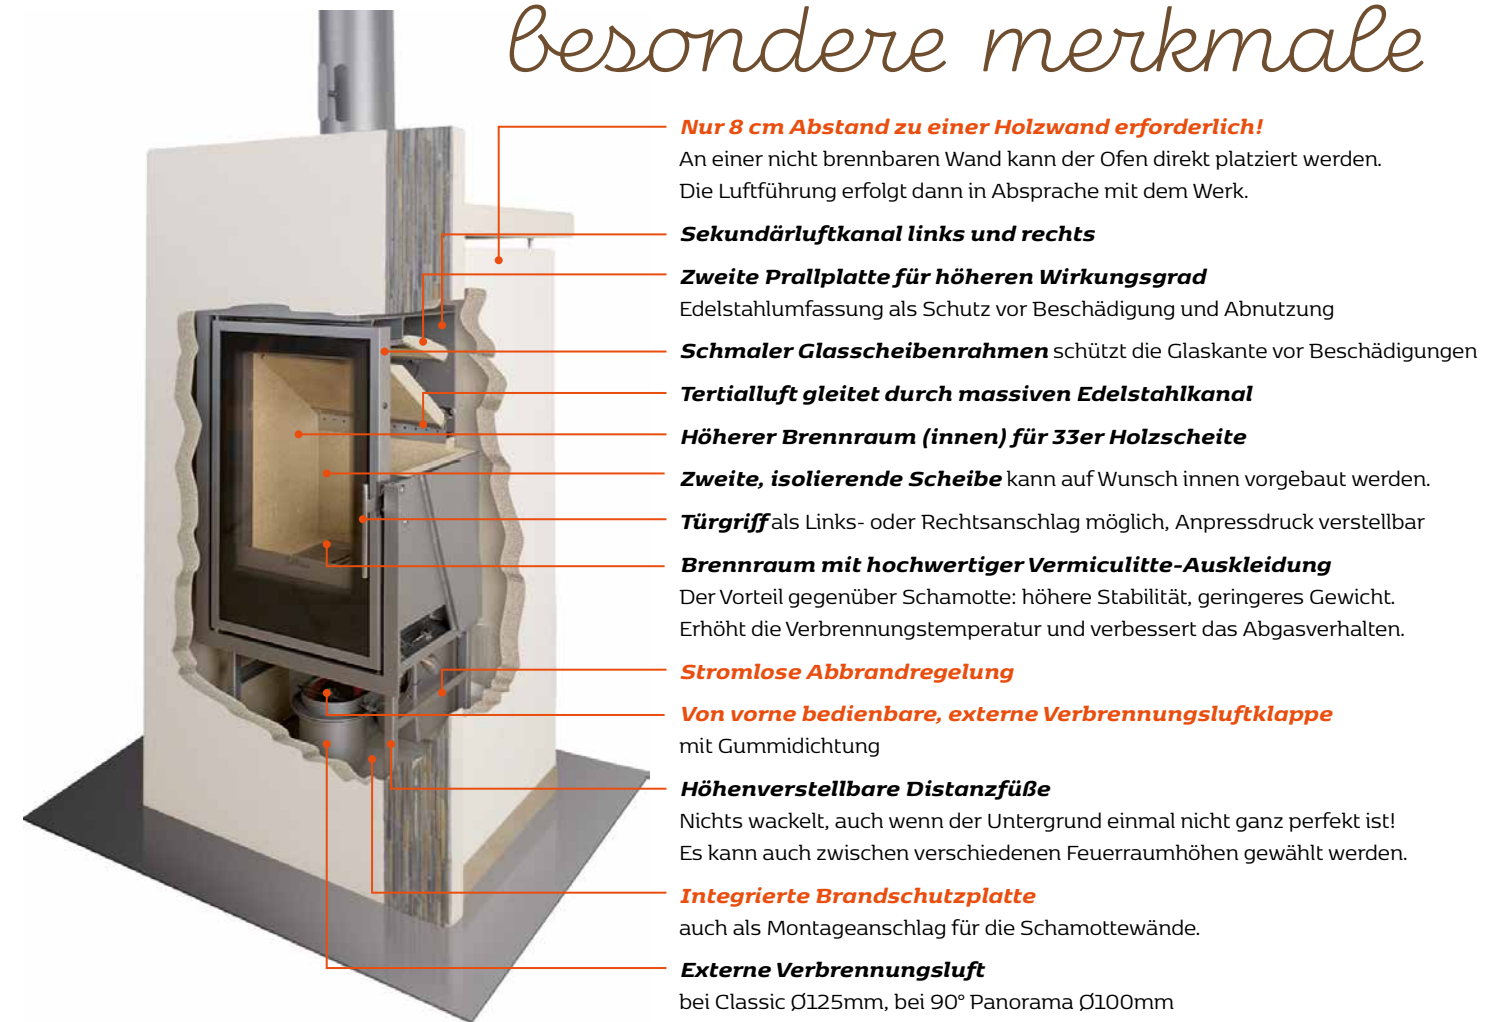 besondere merkmale
Nur 8 cm Abstand zu einer Holzwand erforderlich!
An einer nicht brennbaren Wand kann der Ofen direkt platziert werden.
Die Luftführung erfolgt dann in Absprache mit dem Werk.
Sekundärluftkanal links und rechts
Zweite Prallplatte für höheren Wirkungsgrad
Edelstahlumfassung als Schutz vor Beschädigung und Abnutzung
Schmaler Glasscheibenrahmen schützt die Glaskante vor Beschädigungen
Tertialluft gleitet durch massiven Edelstahlkanal
Höherer Brennraum (innen) für 33er Holzscheite
Zweite, isolierende Scheibe kann auf Wunsch innen vorgebaut werden.
Türgriff als Links- oder Rechtsanschlag möglich, Anpressdruck verstellbar
Brennraum mit hochwertiger Vermiculitte-Auskleidung
Der Vorteil gegenüber Schamotte: höhere Stabilität, geringeres Gewicht.
Erhöht die Verbrennungstemperatur und verbessert das Abgasverhalten.
Stromlose Abbrandregelung
Von vorne bedienbare, externe Verbrennungsluftklappe
mit Gummidichtung
Höhenverstellbare Distanzfüße
Nichts wackelt, auch wenn der Untergrund einmal nicht ganz perfekt ist!
Es kann auch zwischen verschiedenen Feuerraumhöhen gewählt werden.
Integrierte Brandschutzplatte
auch als Montageanschlag für die Schamottewände.
Externe Verbrennungsluft
bei Classic Ø125mm, bei 90° Panorama Ø100mm